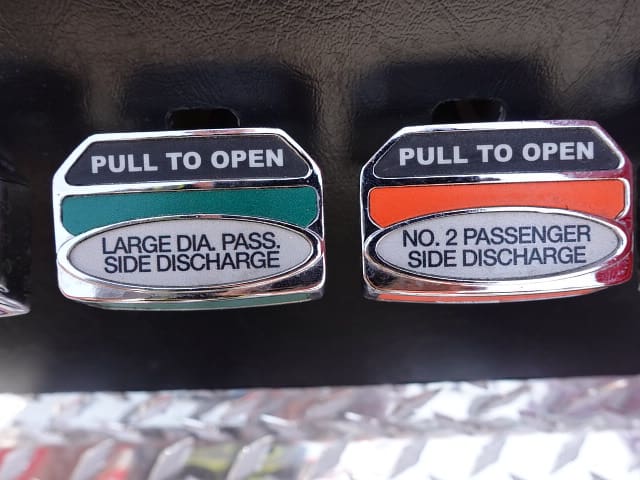 PULL TO OPEN
LARGE DIA. PASS.
SIDE DISCHARGE
PULL TO OPEN
NO. 2 PASSENGER
SIDE DISCHARGE